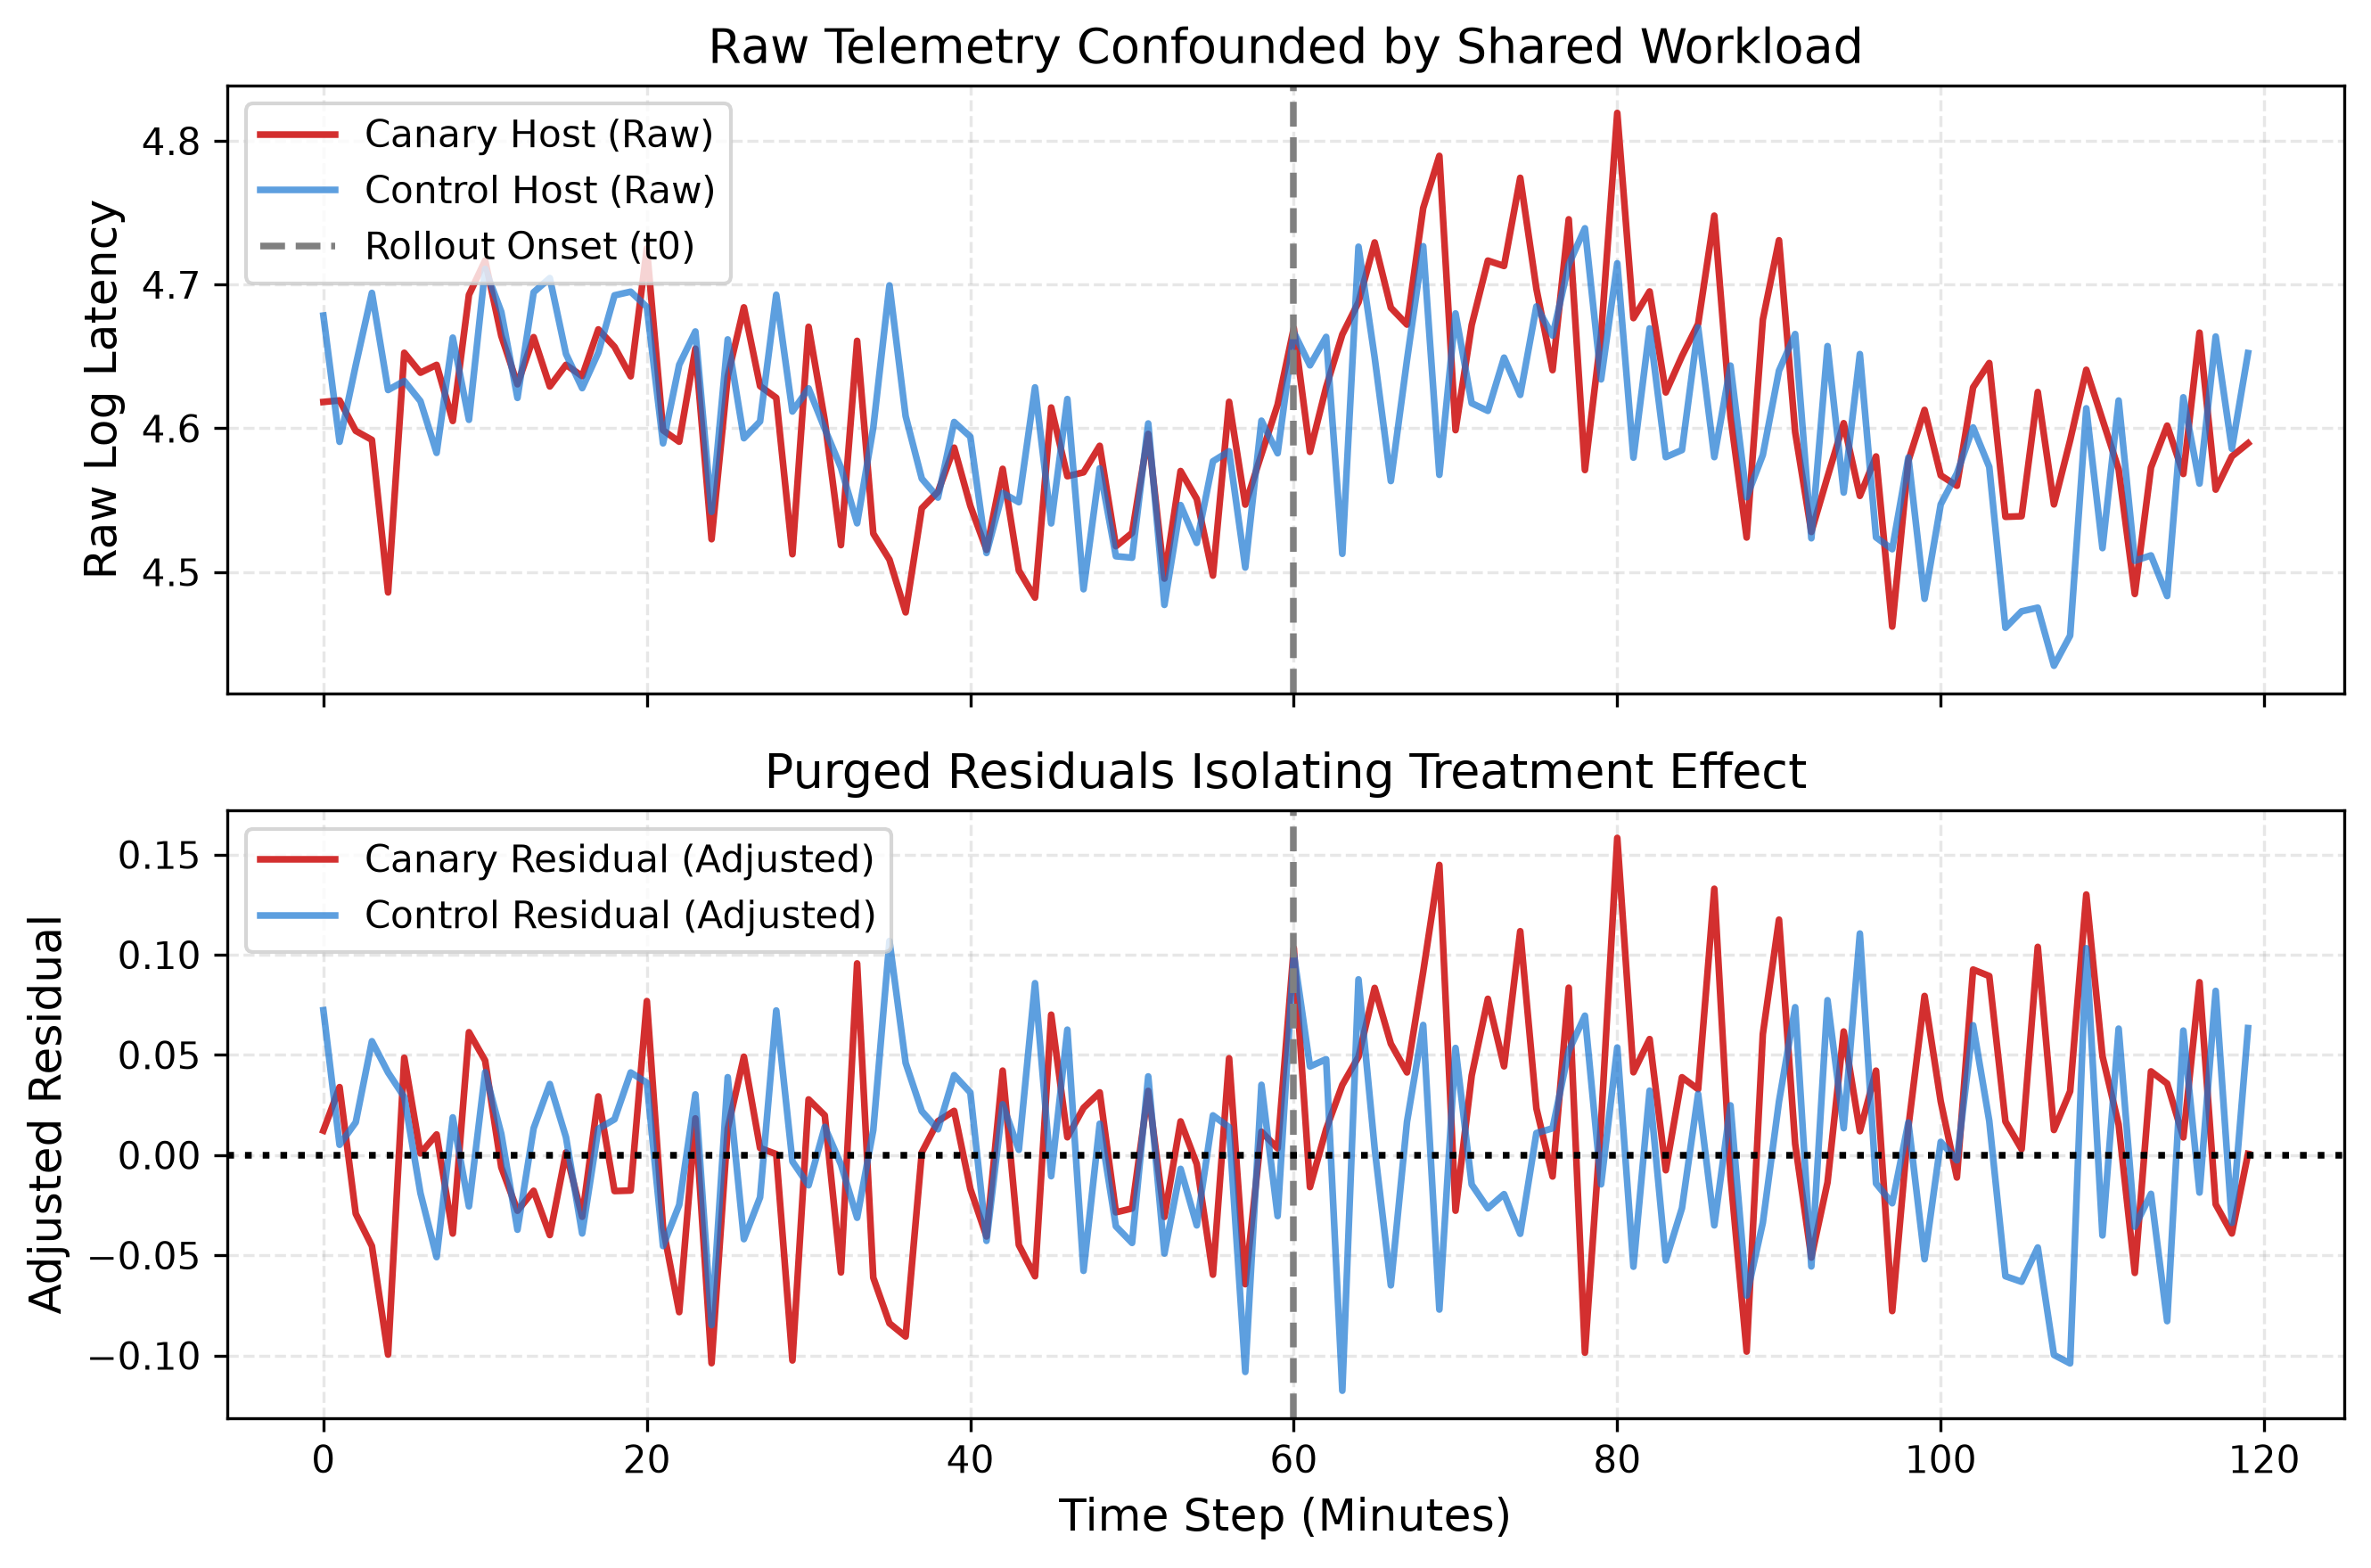 Raw Telemetry Confounded by Shared Workload
Canary Host (Raw)
Control Host (Raw)
Rollout Onset (t0)
Raw Log Latency
4.8
4.7
4.6
4.5
Purged Residuals Isolating Treatment Effect
Canary Residual (Adjusted)
Control Residual (Adjusted)
Adjusted Residual
0.15
0.10
0.05
0.00
−0.05
−0.10
0 20 40 60 80 100 120
Time Step (Minutes)